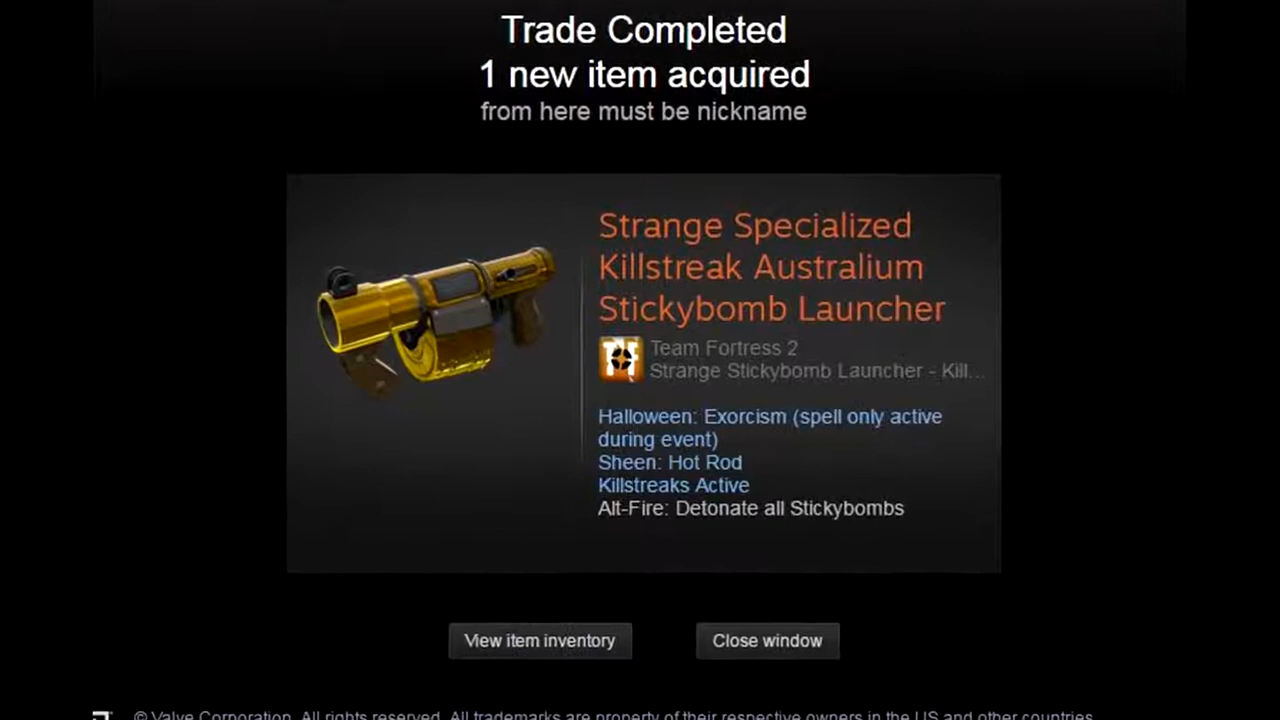 Trade Completed
1 new item acquired
from here must be nickname
Strange Specialized
Killstreak Australium
Stickybomb Launcher
Team Fortress 2
Strange Stickybomb Launcher - Kill...
Halloween: Exorcism (spell only active
during event)
Sheen: Hot Rod
Killstreaks Active
Alt-Fire: Detonate all Stickybombs
View item inventory
Close window
© Valve Corporation. All rights reserved. All trademarks are property of their respective owners in the US and other countries.